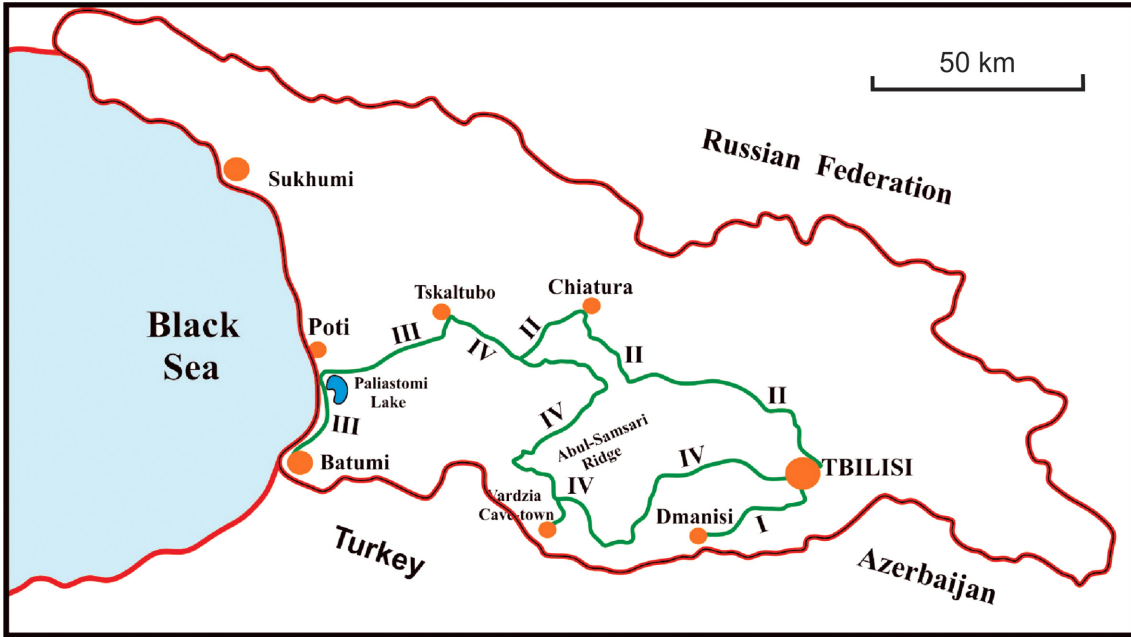 50 km
Russian Federation
Sukhumi
Black
Sea
Tskaltubo
Chiatura
Poti
III
IV
II
II
Paliastomi
Lake
III
IV
II
Abul-Samsari
Ridge
Batumi
IV
TBILISI
Vardzia
Cave-town
IV
Dmanisi
I
Turkey
Azerbaijan